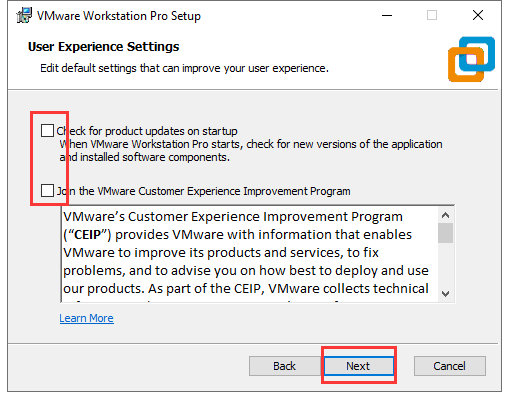 VMware Workstation Pro Setup
User Experience Settings
Edit default settings that can improve your user experience.
Check for product updates on startup
When VMware Workstation Pro starts, check for new versions of the application
and installed software components.
Join the VMware Customer Experience Improvement Program
VMware's Customer Experience Improvement Program
("CEIP") provides VMware with information that enables
VMware to improve its products and services, to fix
problems, and to advise you on how best to deploy and use
our products. As part of the CEIP, VMware collects technical
Learn More
Back
Next
Cancel